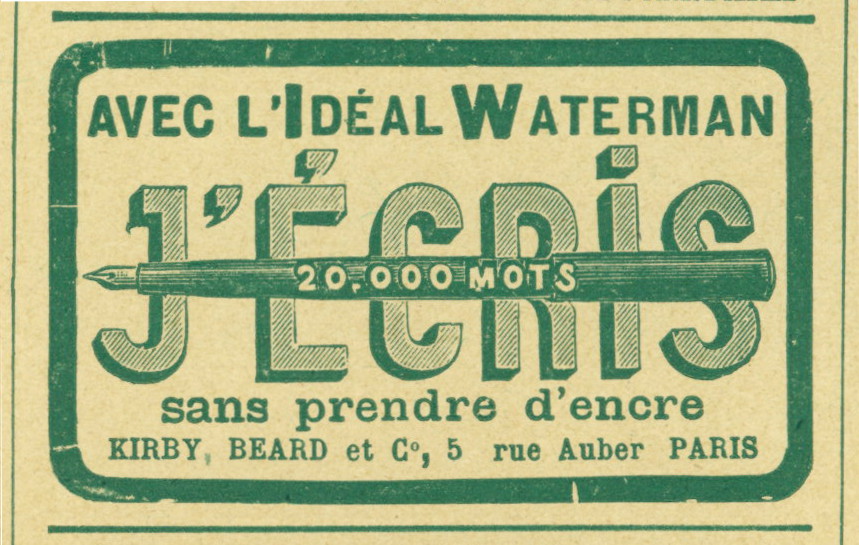 AVEC L'IDÉAL WATERMAN
J'ÉCRIS
20.000 MOTS
sans prendre d'encre
KIRBY, BEARD et Cº, 5 rue Auber PARIS